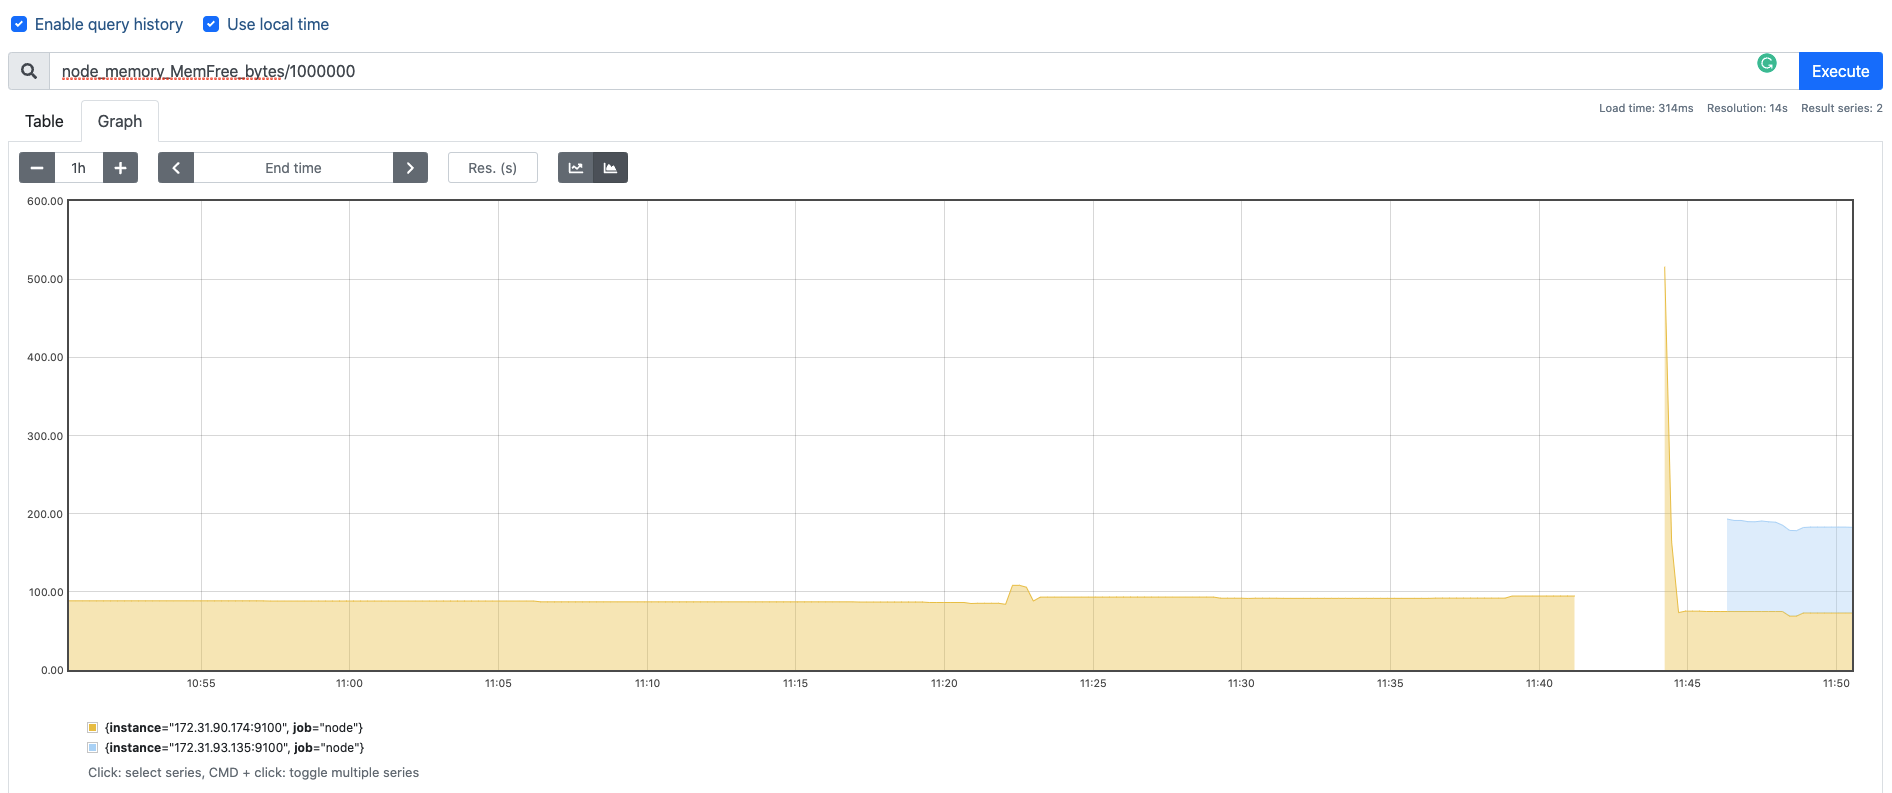 Enable query history Use local time
node_memory_MemFree_bytes/1000000 Execute
Load time: 314ms Resolution: 14s Result series: 2
Table Graph
1h End time Res. (s)
600.00
500.00
400.00
300.00
200.00
100.00
0.00
10:55 11:00 11:05 11:10 11:15 11:20 11:25 11:30 11:35 11:40 11:45 11:50
{instance="172.31.90.174:9100", job="node"}
{instance="172.31.93.135:9100", job="node"}
Click: select series, CMD + click: toggle multiple series